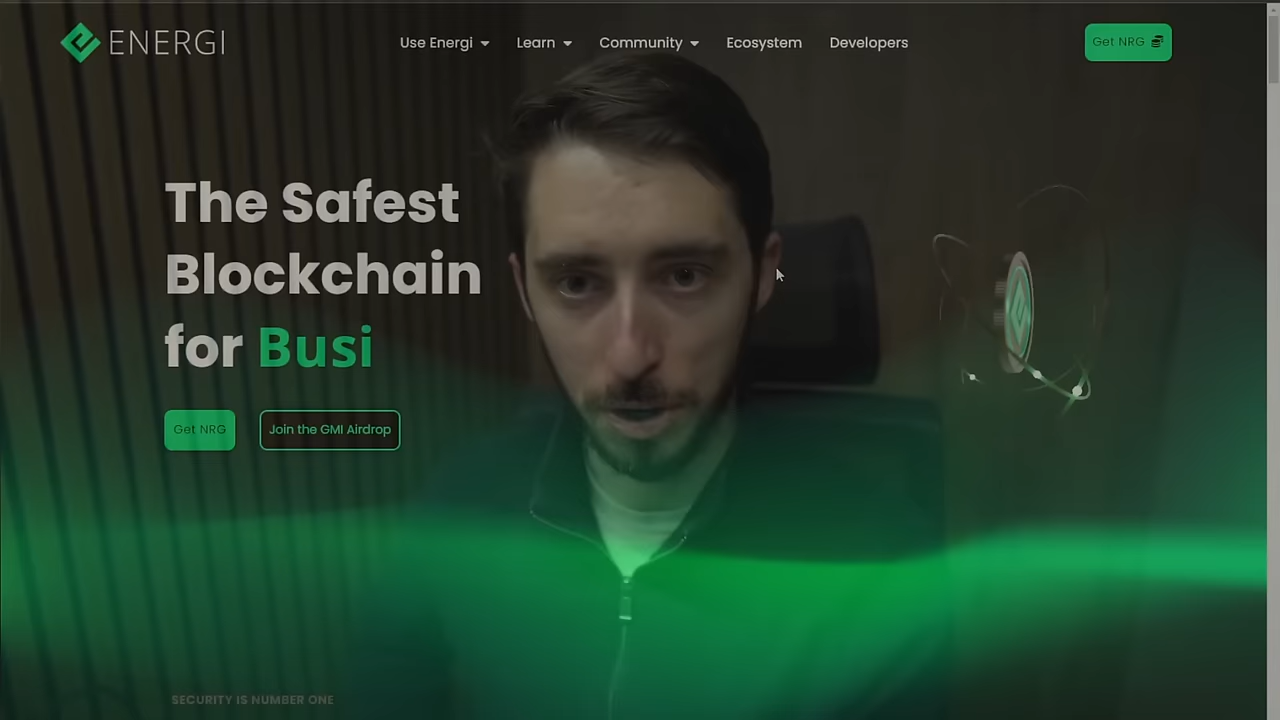 ENERGI
Use Energi
Learn
Community
Ecosystem
Developers
Get NRG
The Safest
Blockchain
for Busi
Get NRG
Join the GMI Airdrop
SECURITY IS NUMBER ONE